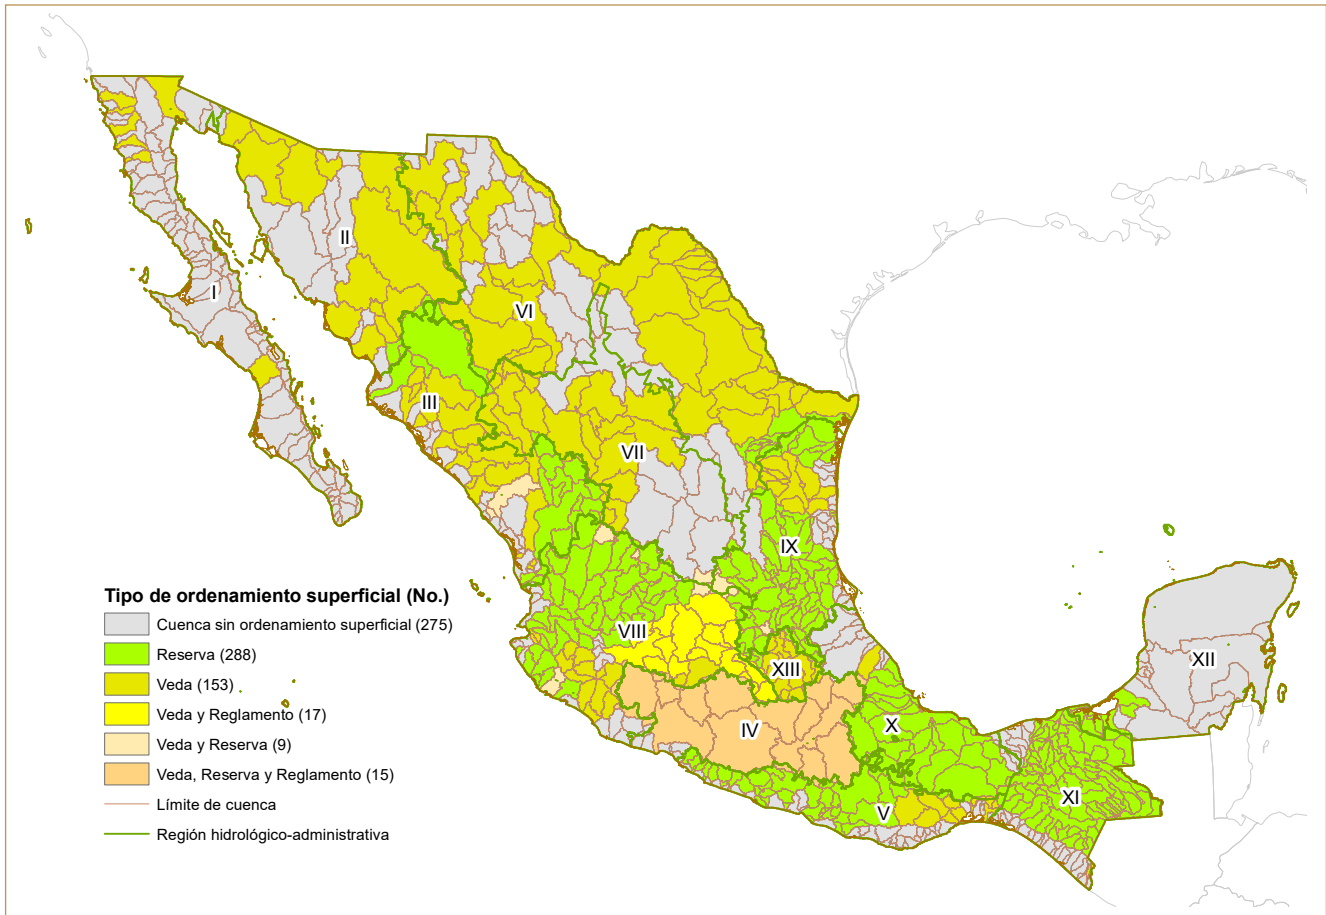 II
I
VI
III
VII
IX
Tipo de ordenamiento superficial (No.)
Cuenca sin ordenamiento superficial (275)
Reserva (288)
Veda (153)
Veda y Reglamento (17)
Veda y Reserva (9)
Veda, Reserva y Reglamento (15)
Límite de cuenca
Región hidrológico-administrativa
VIII
XIII
XII
IV
X
XI
V